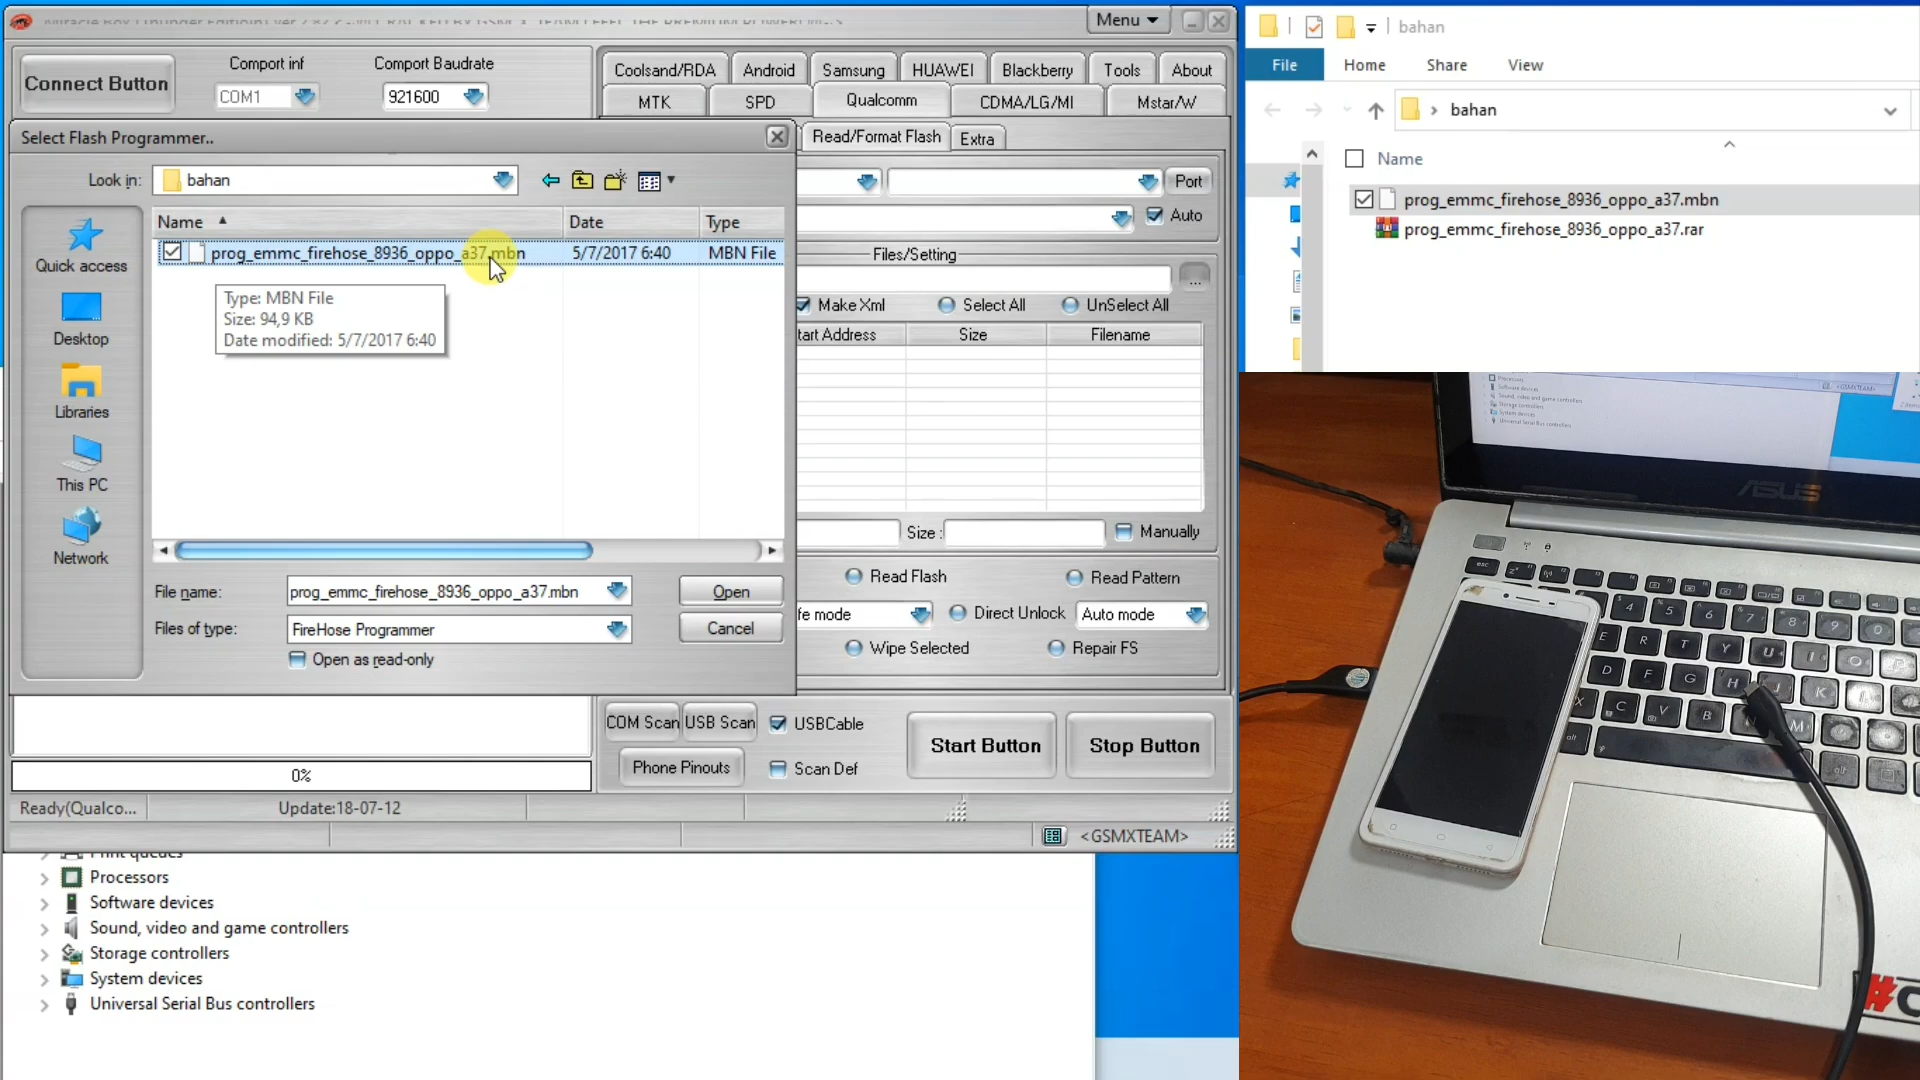 Menu
Connect Button
Comport inf
Comport Baudrate
COM1
921600
Coolsand/RDA
Android
Samsung
HUAWEI
Blackberry
Tools
About
MTK
SPD
Qualcomm
CDMA/LG/MI
Mstar/W
Read/Format Flash
Extra
Select Flash Programmer..
Look in:
bahan
Name
Date
Type
prog_emmc_firehose_8936_oppo_a37.mbn
5/7/2017 6:40
MBN File
Type: MBN File
Size: 94,9 KB
Date modified: 5/7/2017 6:40
Quick access
Desktop
Libraries
This PC
Network
File name:
prog_emmc_firehose_8936_oppo_a37.mbn
Open
Files of type:
FireHose Programmer
Cancel
Open as read-only
Port
Auto
Files/Setting
...
Make Xml
Select All
UnSelect All
tart Address
Size
Filename
Size :
Manually
Read Flash
Read Pattern
fe mode
Direct Unlock
Auto mode
Wipe Selected
Repair FS
COM Scan
USB Scan
USBCable
Phone Pinouts
Scan Def
Start Button
Stop Button
0%
Ready(Qualco...
Update:18-07-12
<GSMXTEAM>
Print queues
Processors
Software devices
Sound, video and game controllers
Storage controllers
System devices
Universal Serial Bus controllers
bahan
File
Home
Share
View
bahan
Name
prog_emmc_firehose_8936_oppo_a37.mbn
prog_emmc_firehose_8936_oppo_a37.rar
ASUS